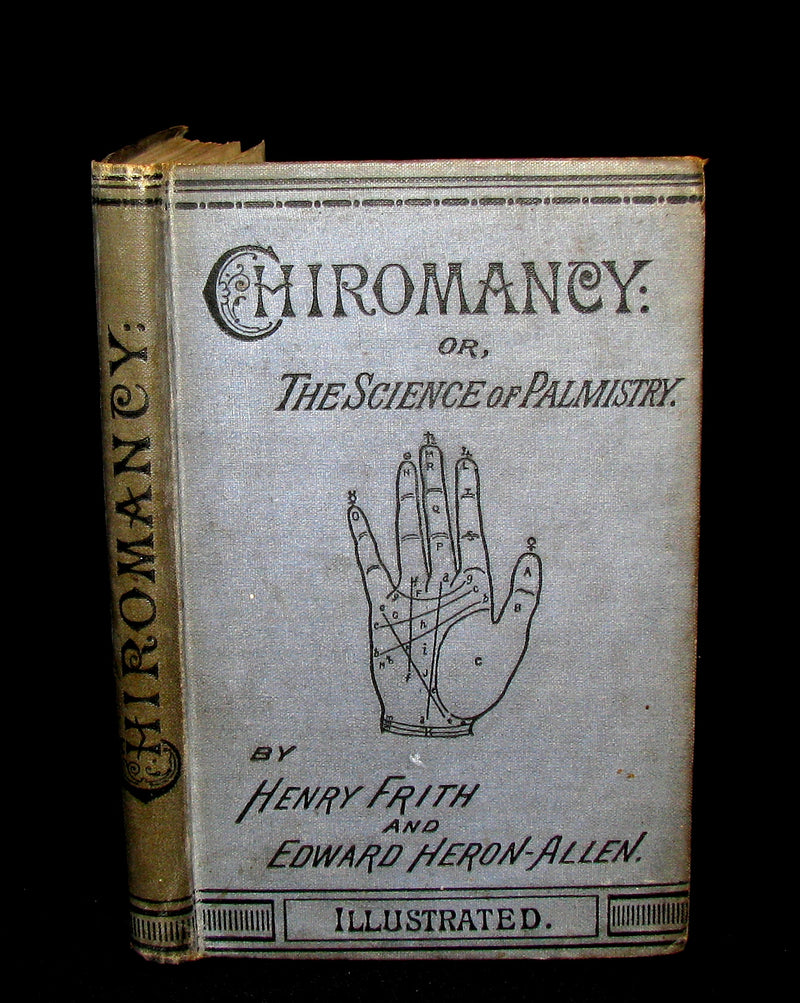 CHIROMANCY:
CHIROMANCY:
OR,
THE SCIENCE OF PALMISTRY.
BY
HENRY FRITH
AND
EDWARD HERON-ALLEN.
ILLUSTRATED.